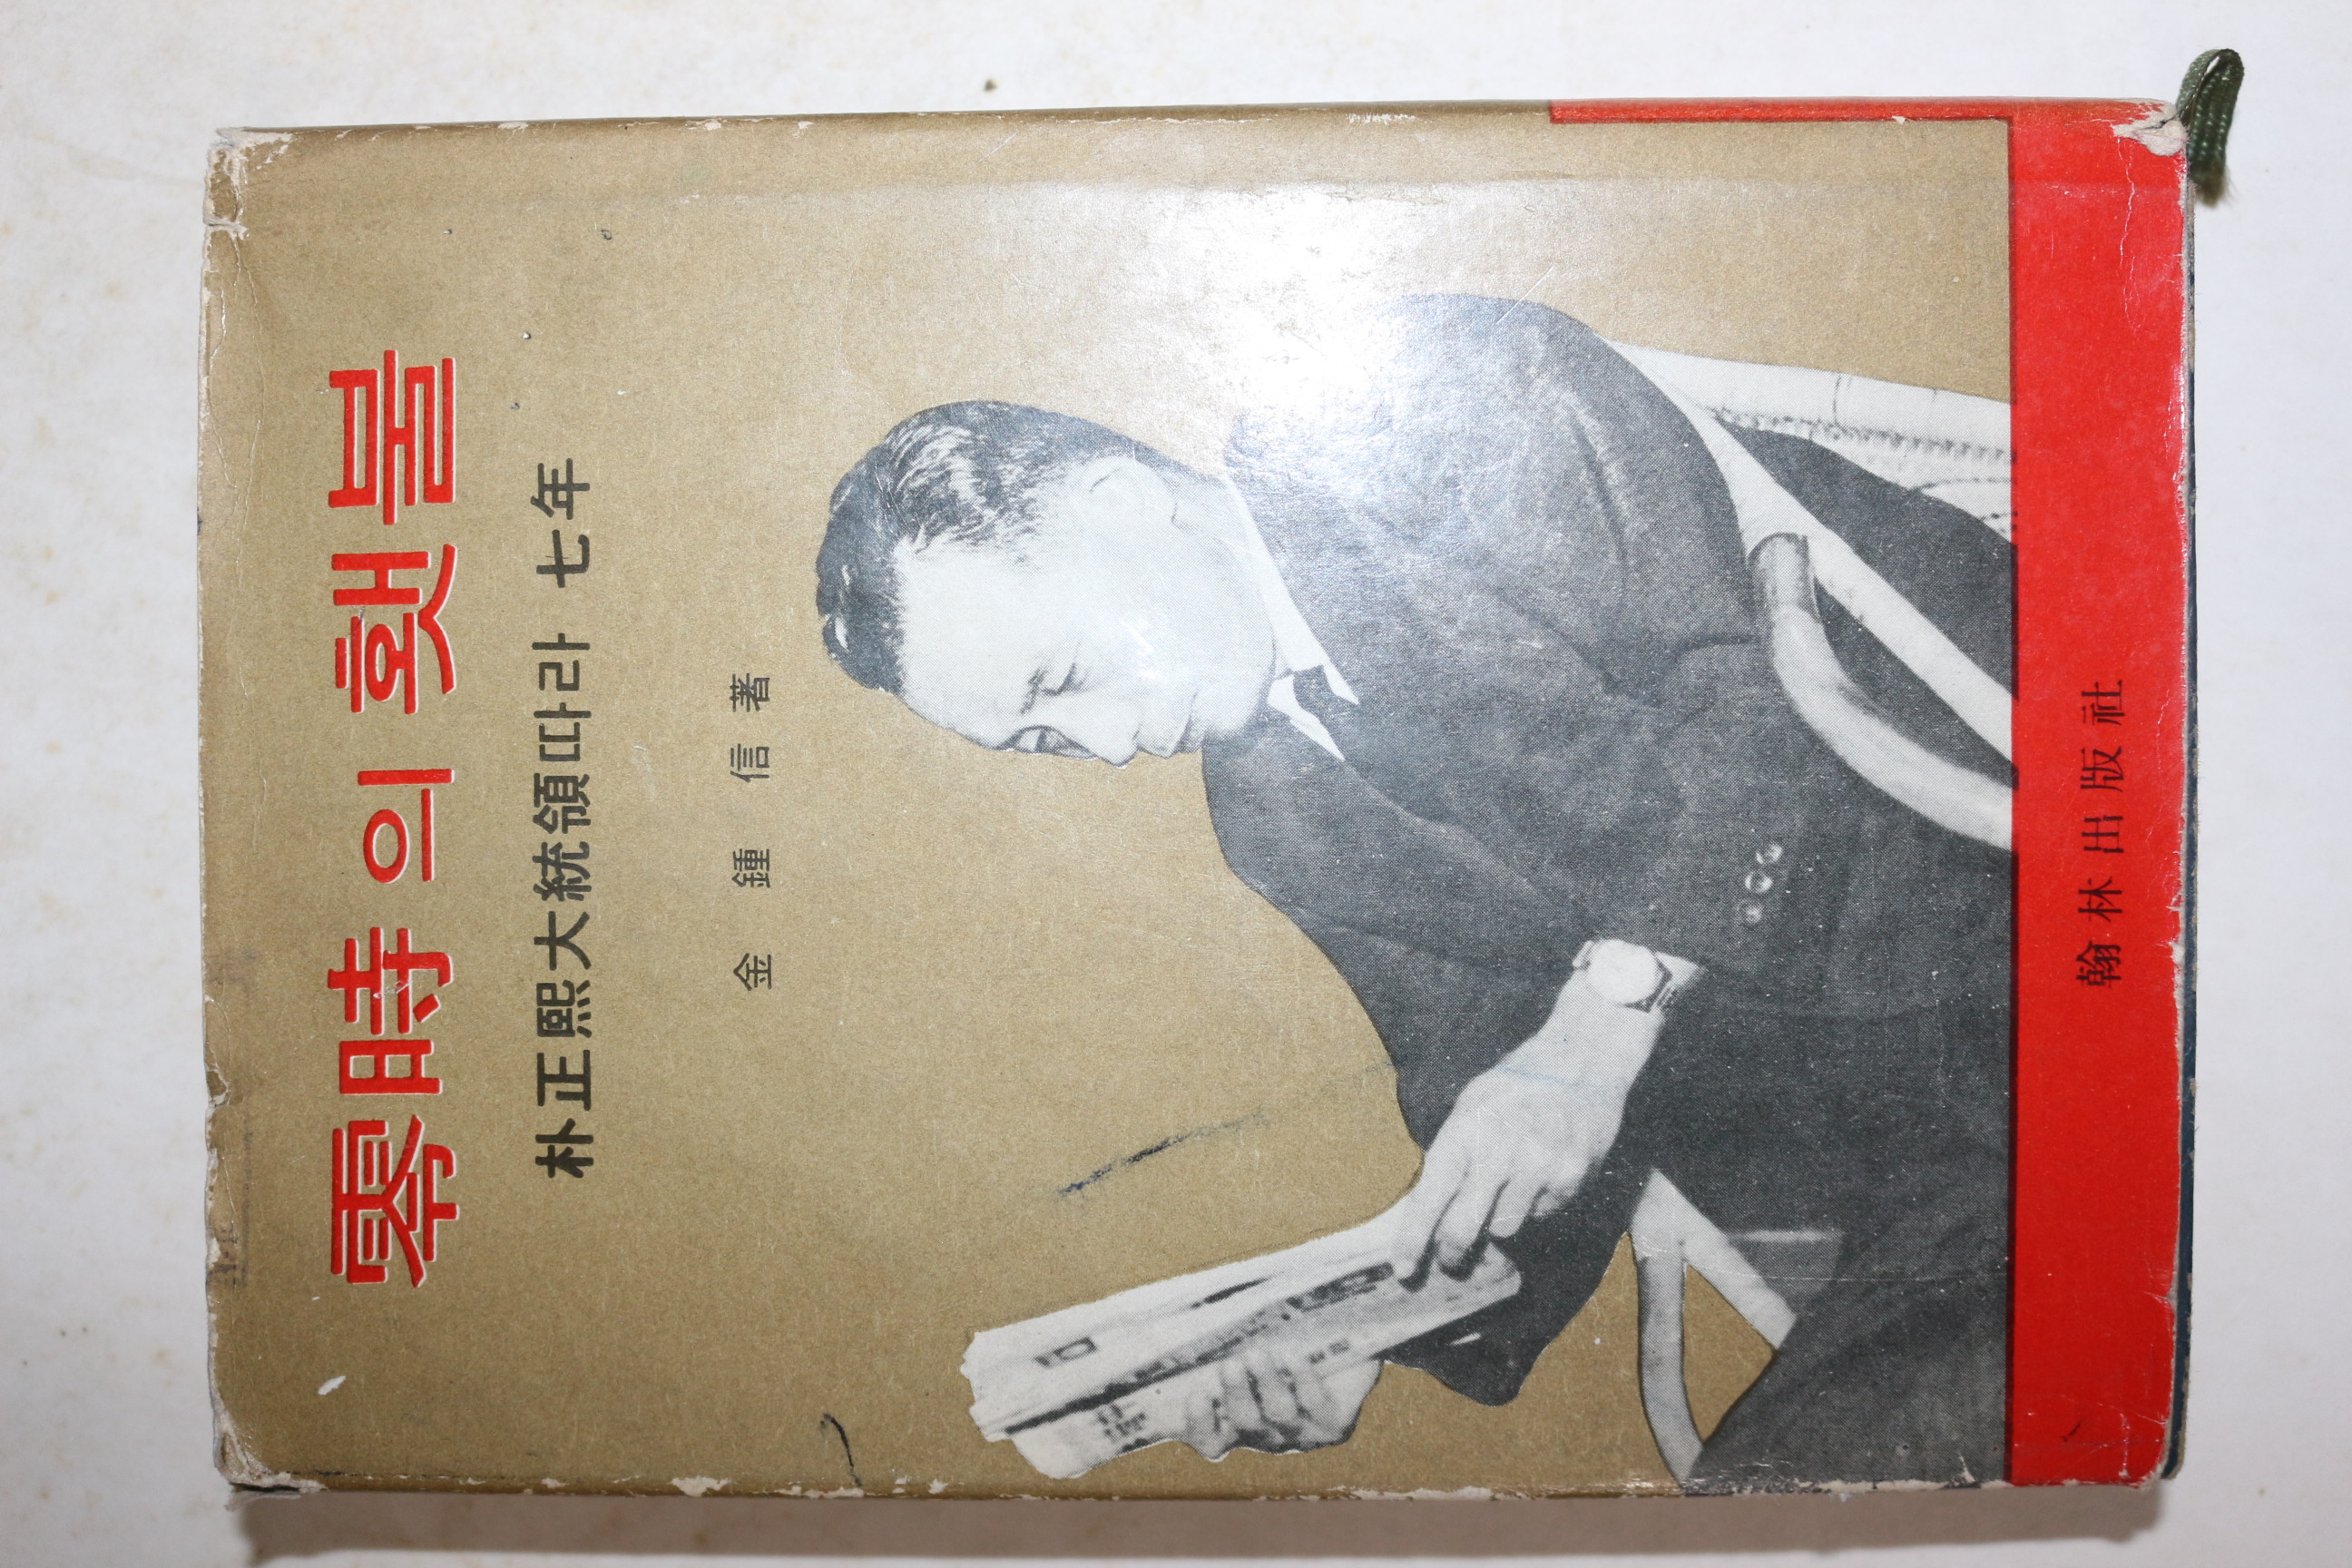 零時의 횃불
朴正熙大統領따라 七年
金鍾信 著
翰林出版社